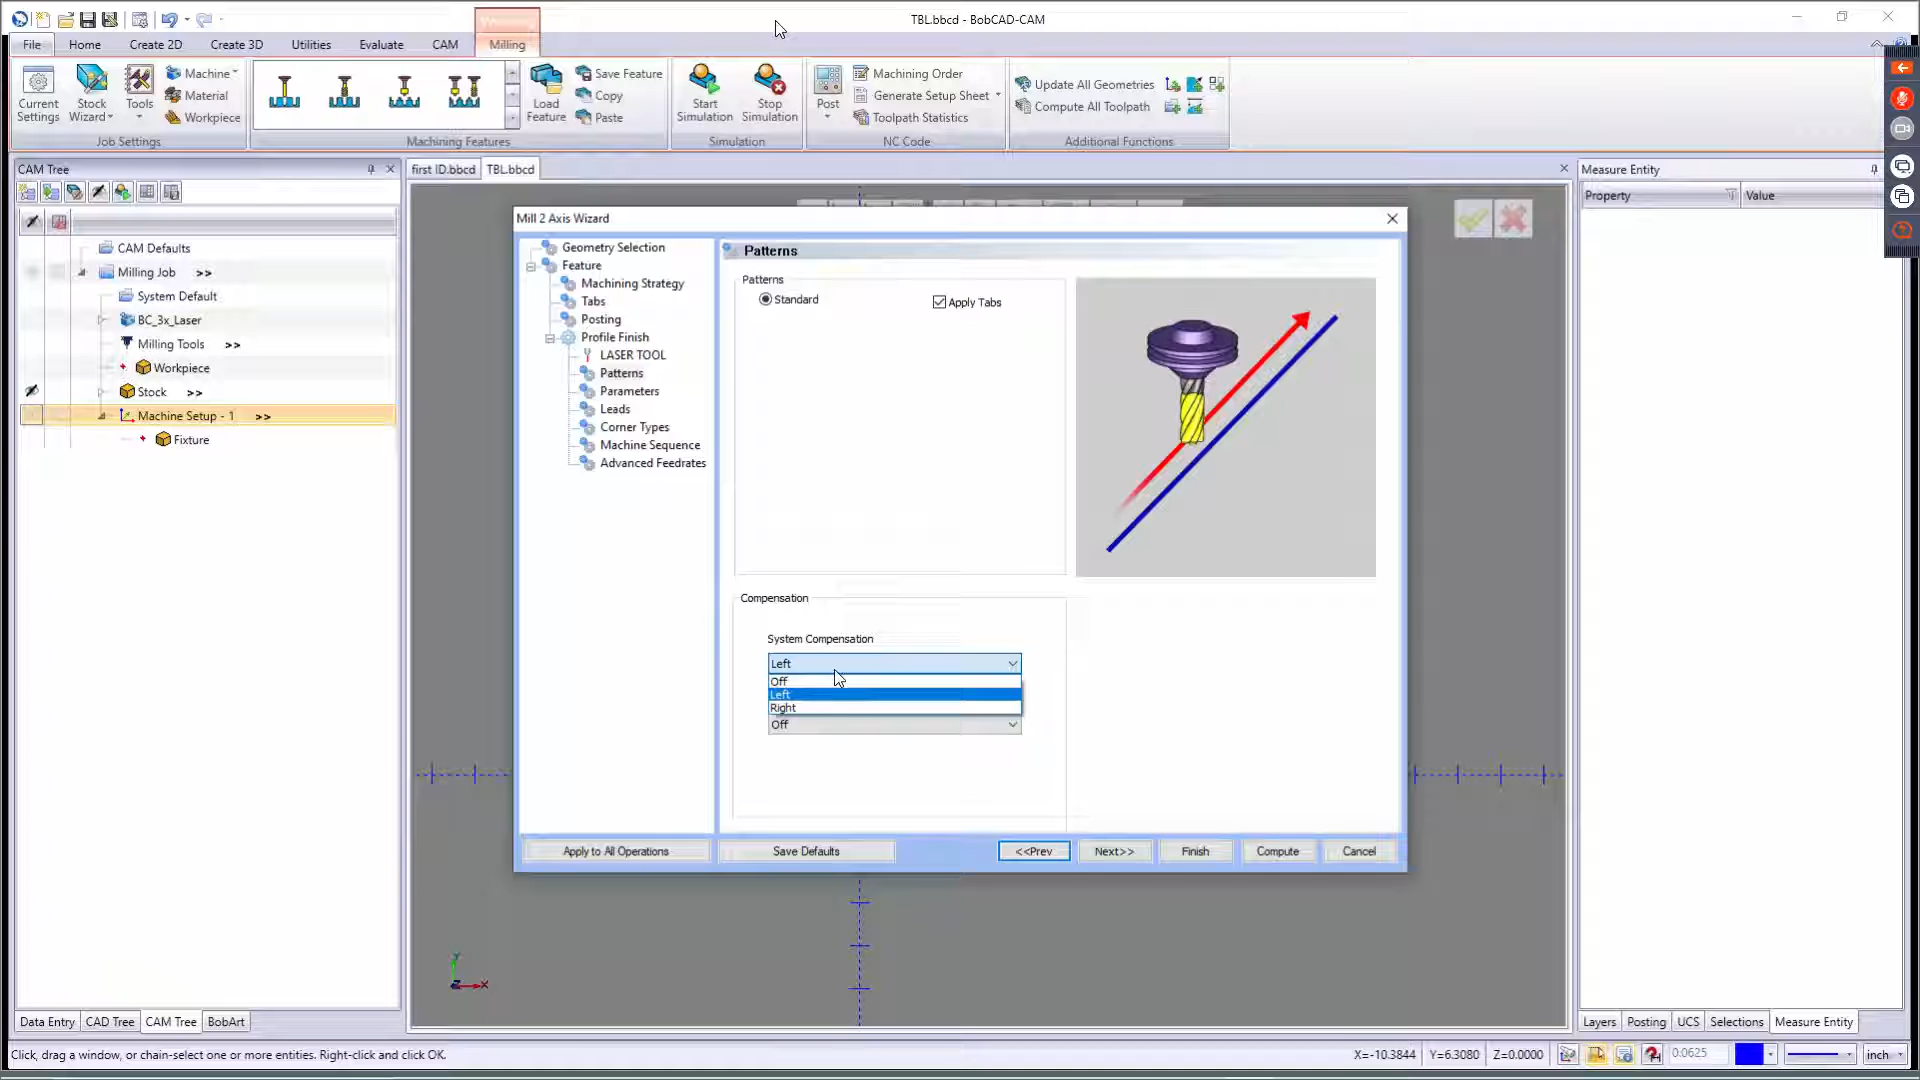 TBL.bbcd - BobCAD-CAM
File
Home
Create 2D
Create 3D
Utilities
Evaluate
CAM
Milling
Current Settings
Stock Wizard
Tools
Machine
Material
Workpiece
Job Settings
Machining Features
Load Feature
Save Feature
Copy
Paste
Start Simulation
Stop Simulation
Simulation
Post
Machining Order
Generate Setup Sheet
Toolpath Statistics
NC Code
Update All Geometries
Compute All Toolpath
Additional Functions
CAM Tree
first ID.bbcd
TBL.bbcd
Measure Entity
Property
Value
CAM Defaults
Milling Job >>
System Default
BC_3x_Laser
Milling Tools >>
Workpiece
Stock >>
Machine Setup - 1 >>
Fixture
Mill 2 Axis Wizard
Geometry Selection
Feature
Machining Strategy
Tabs
Posting
Profile Finish
LASER TOOL
Patterns
Parameters
Leads
Corner Types
Machine Sequence
Advanced Feedrates
Patterns
Patterns
Standard
Apply Tabs
Compensation
System Compensation
Left
Off
Left
Right
Off
Apply to All Operations
Save Defaults
<<Prev
Next>>
Finish
Compute
Cancel
Y
X
Data Entry
CAD Tree
CAM Tree
BobArt
Layers
Posting
UCS
Selections
Measure Entity
Click, drag a window, or chain-select one or more entities. Right-click and click OK.
X=-10.3844
Y=6.3080
Z=0.0000
0.0625
inch